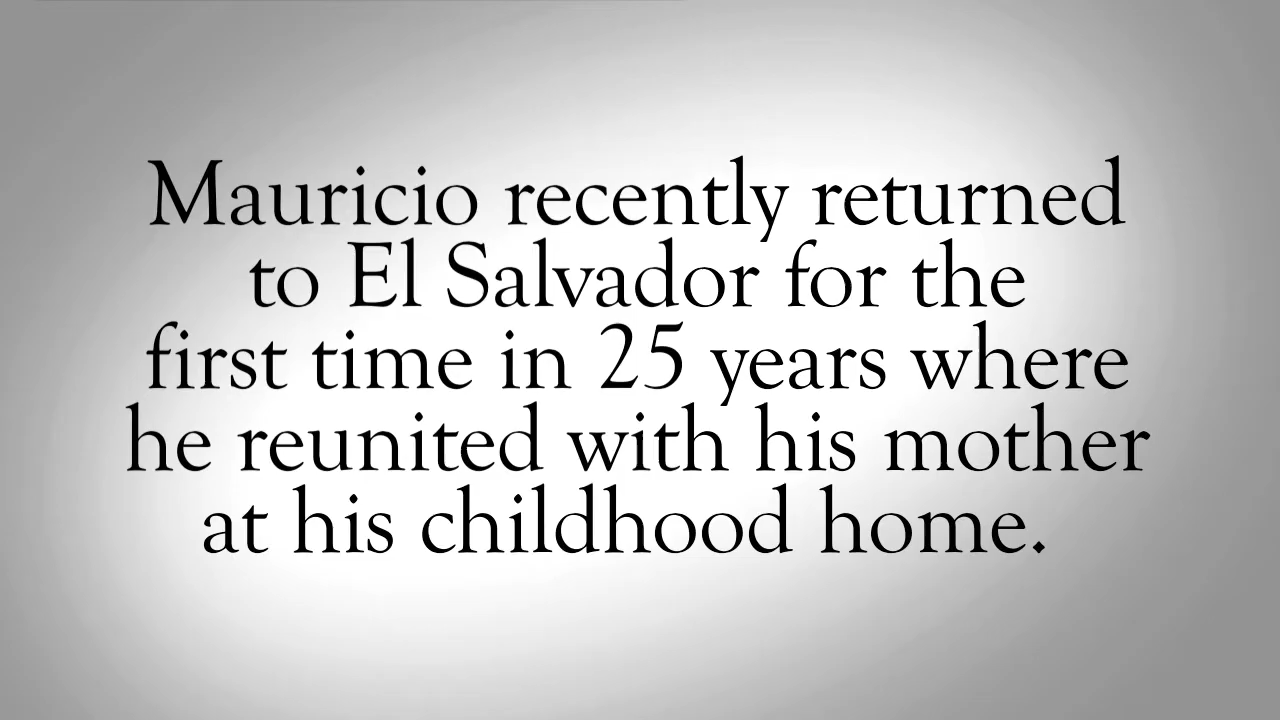 Mauricio recently returned
to El Salvador for the
first time in 25 years where
he reunited with his mother
at his childhood home.